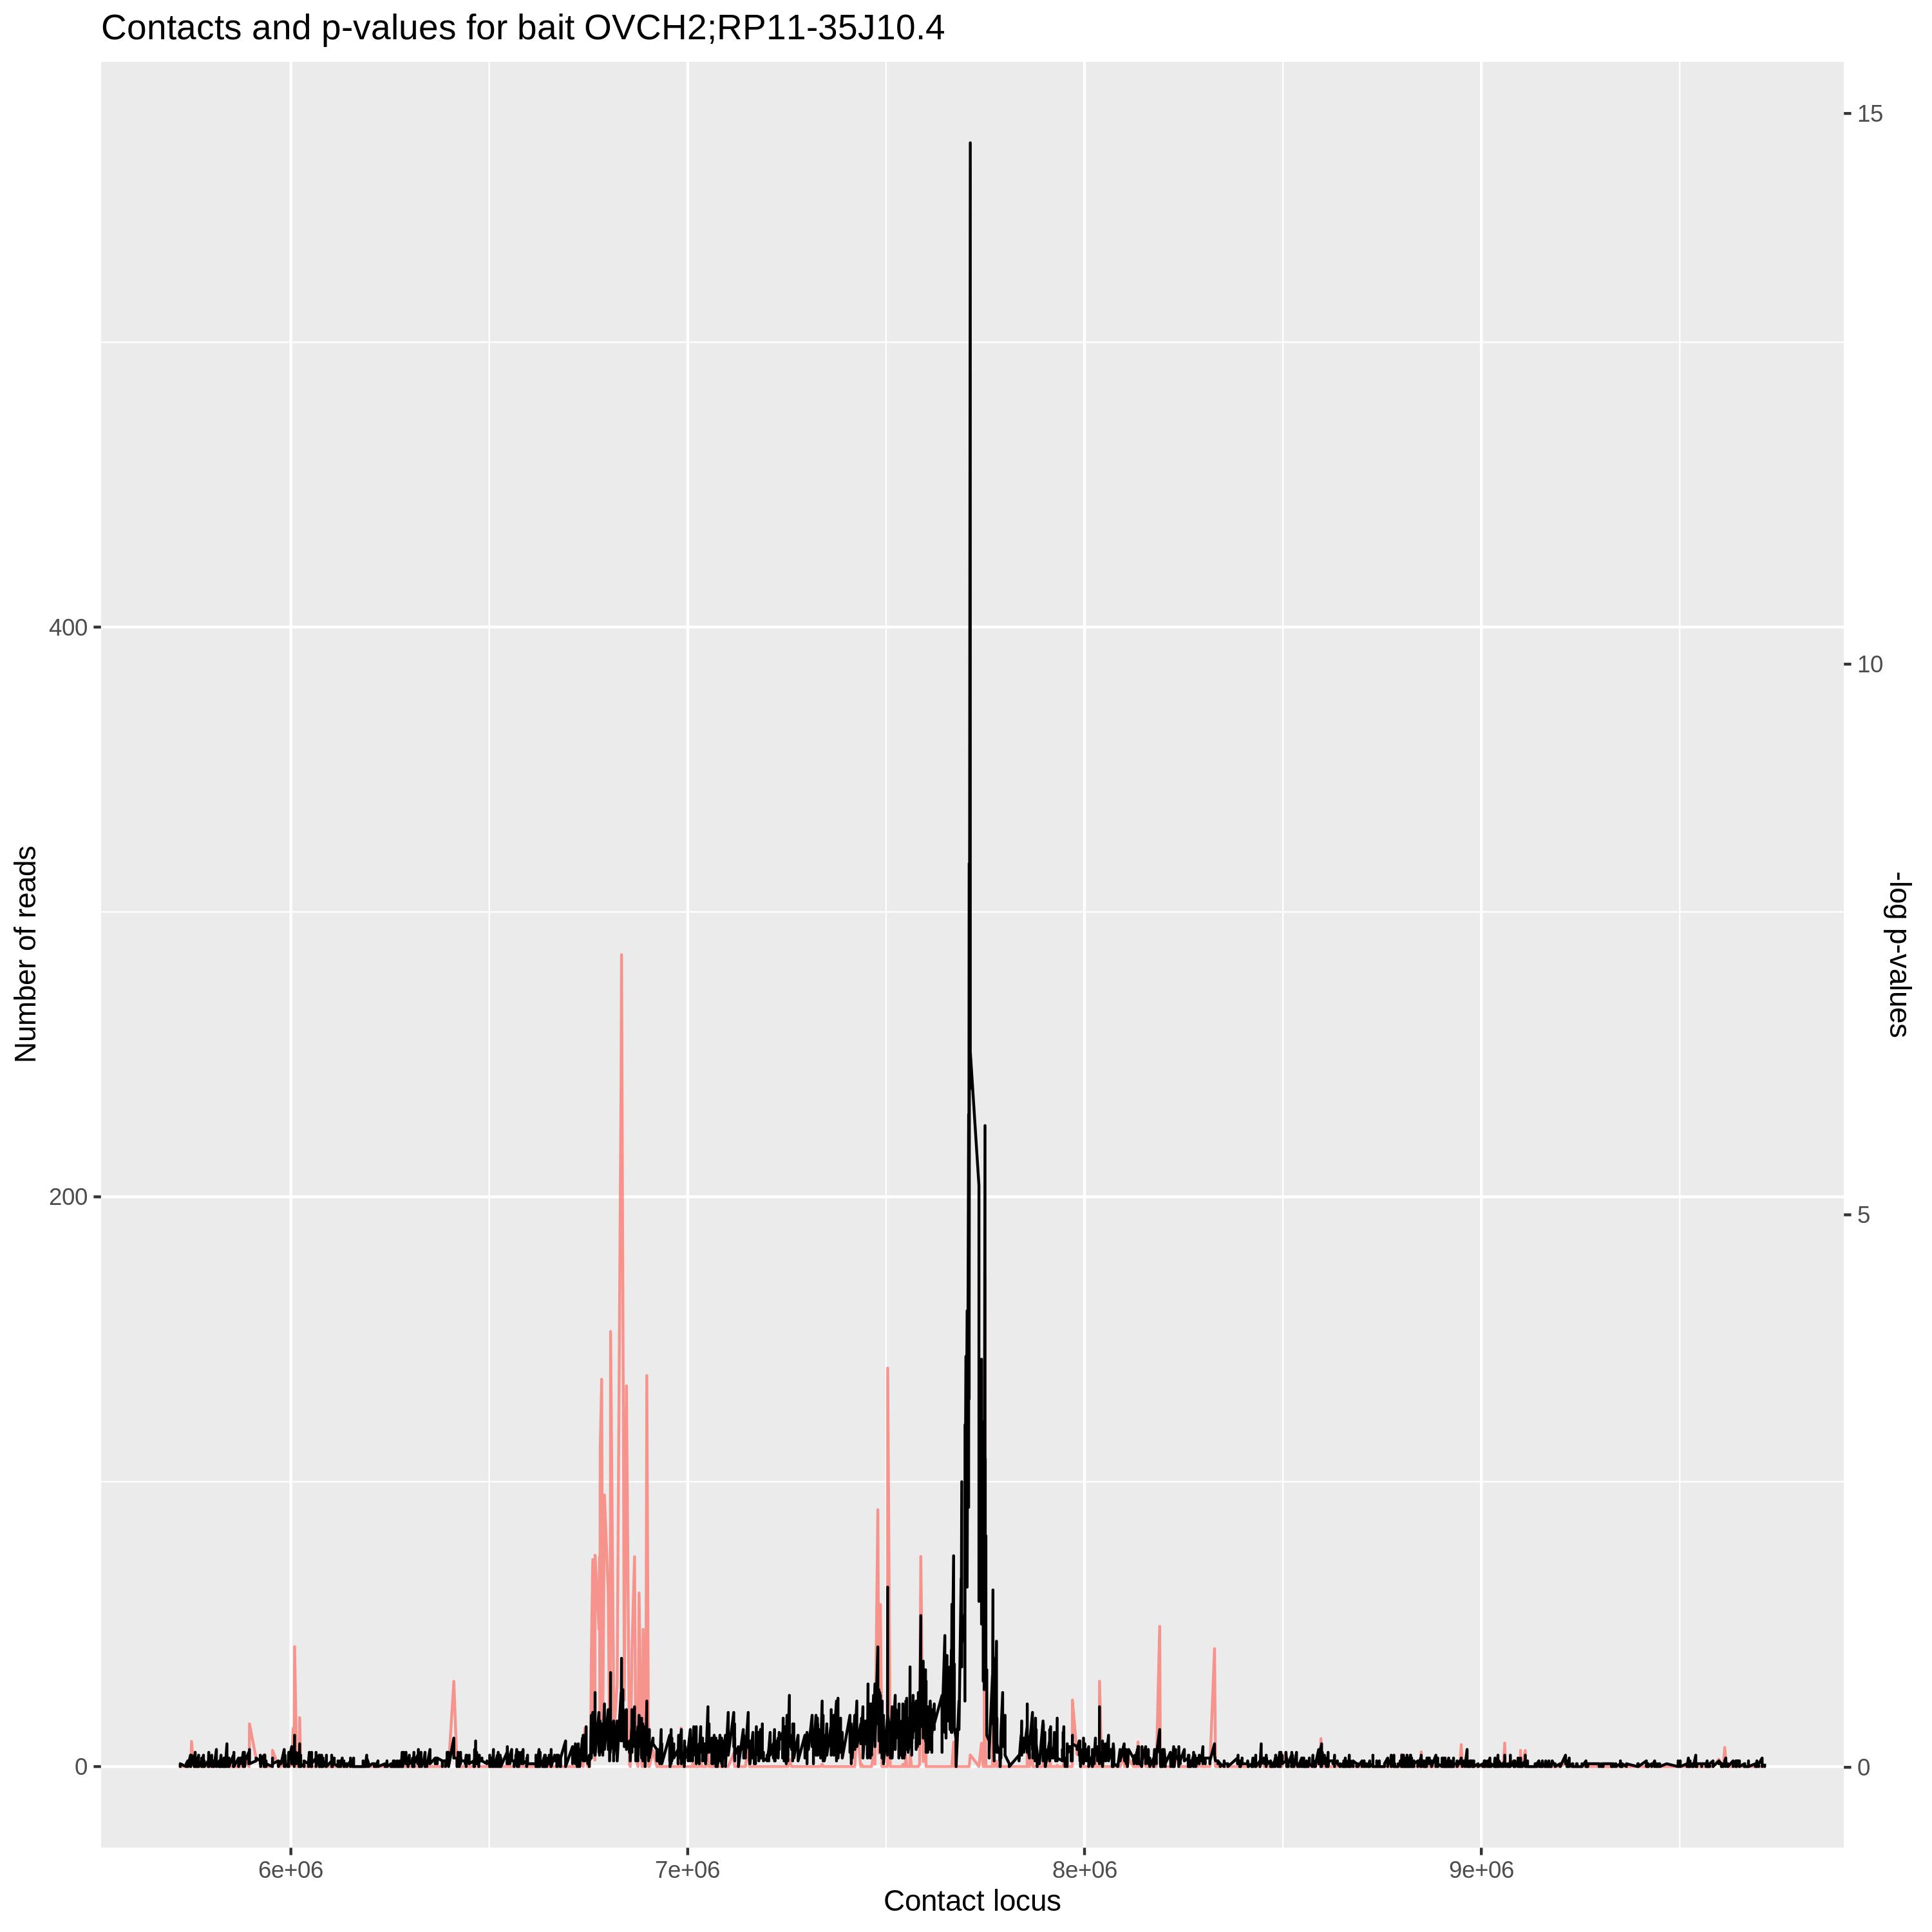 Contacts and p-values for bait OVCH2;RP11-35J10.4
15
400
10
Number of reads
-log p-values
200
5
0
0
6e+06
7e+06
8e+06
9e+06
Contact locus